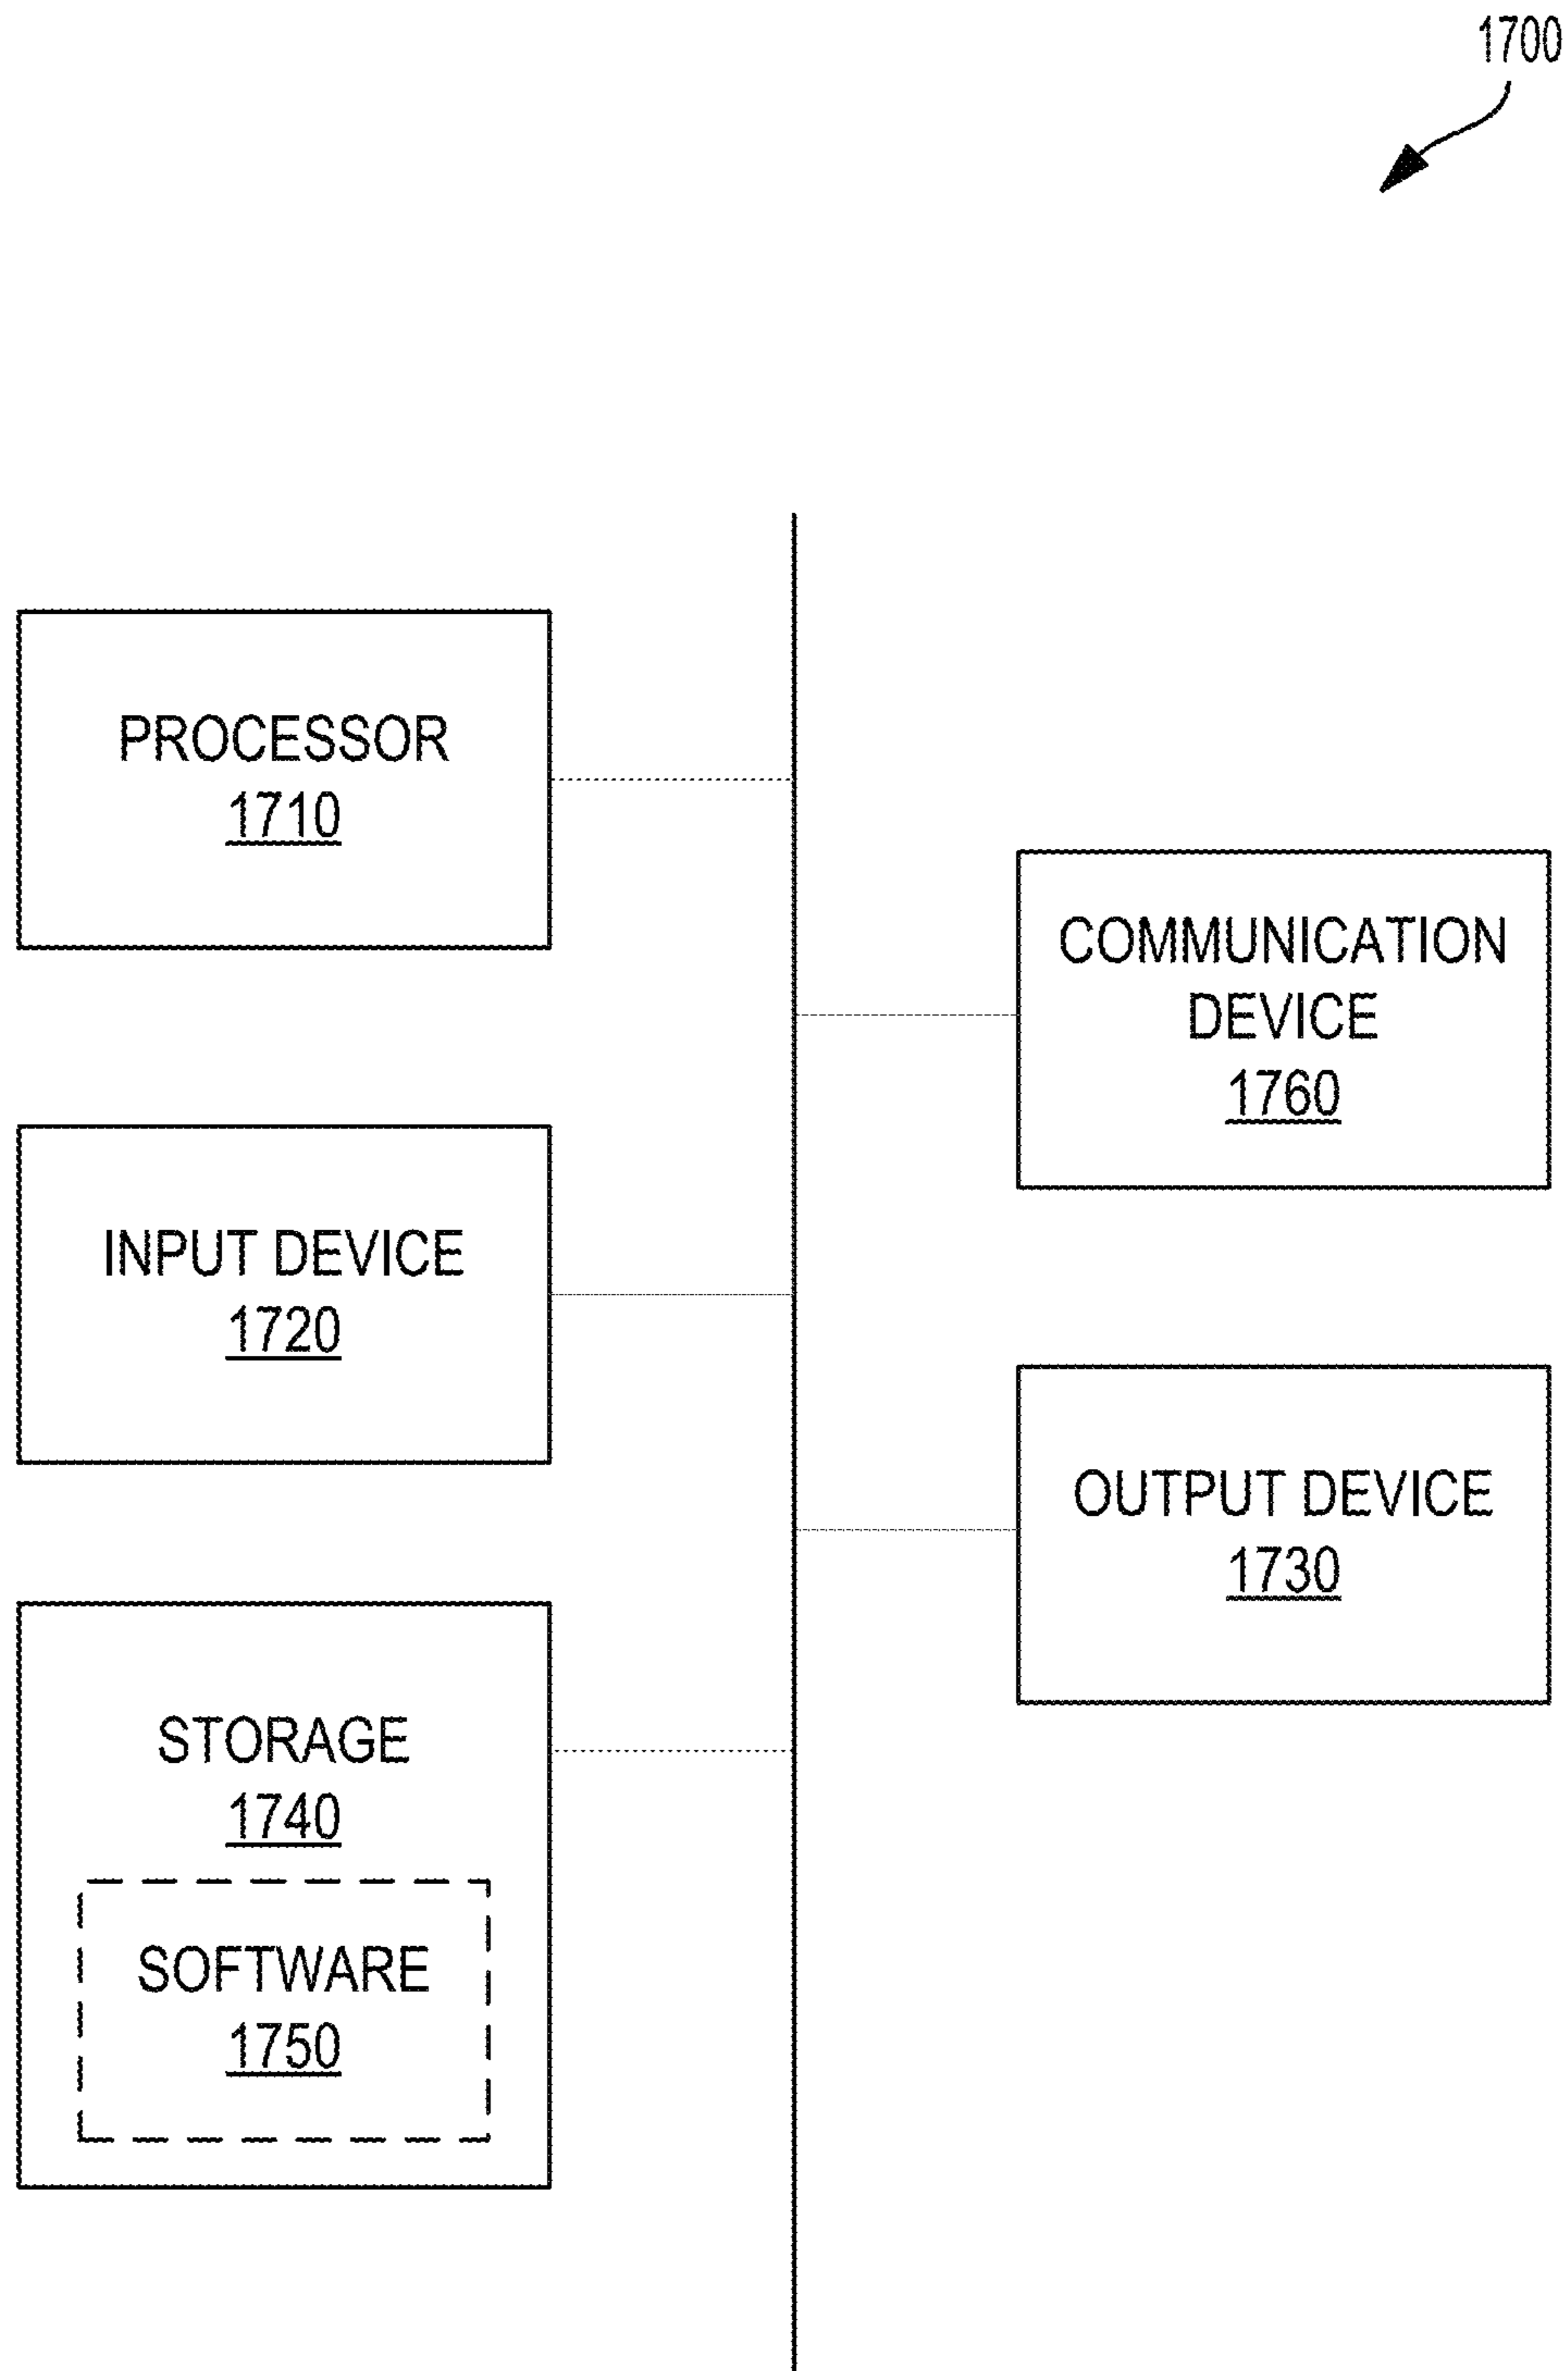 1700
PROCESSOR
1710
COMMUNICATION
DEVICE
1760
INPUT DEVICE
1720
OUTPUT DEVICE
1730
STORAGE
1740
SOFTWARE
1750